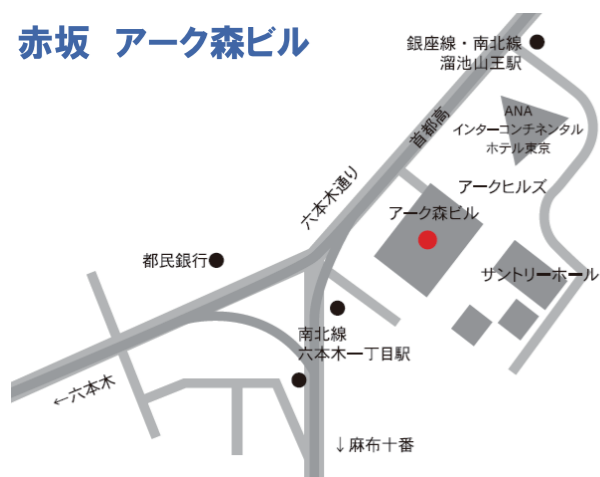 赤坂　アーク森ビル
銀座線・南北線
溜池山王駅
首都高
ANA
インターコンチネンタル
ホテル東京
六本木通り
アークヒルズ
アーク森ビル
都民銀行
サントリーホール
南北線
六本木一丁目駅
←六本木
↓麻布十番